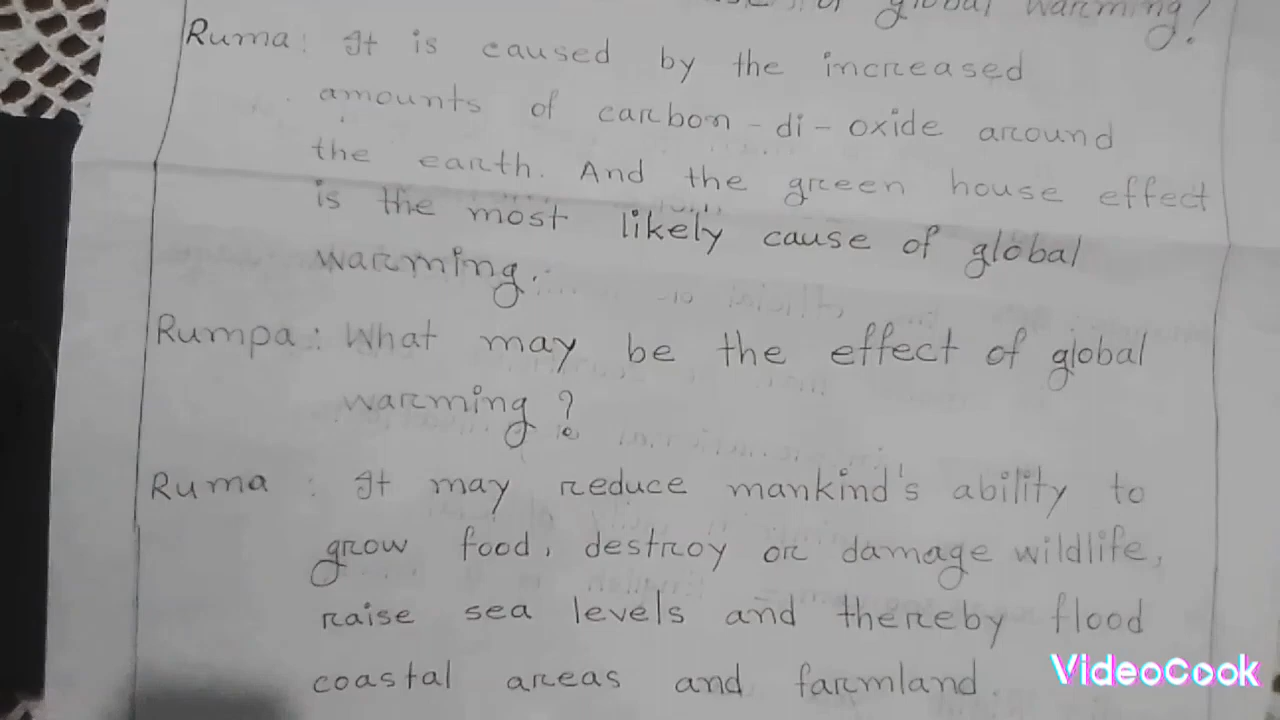 of global warming?
Ruma: It is caused by the increased
amounts of carbon-di-oxide around
the earth. And the green house effect
is the most likely cause of global
warming.
Rumpa: What may be the effect of global
warming?
Ruma: It may reduce mankind's ability to
grow food, destroy or damage wildlife,
raise sea levels and thereby flood
coastal areas and farmland.
VideoCook